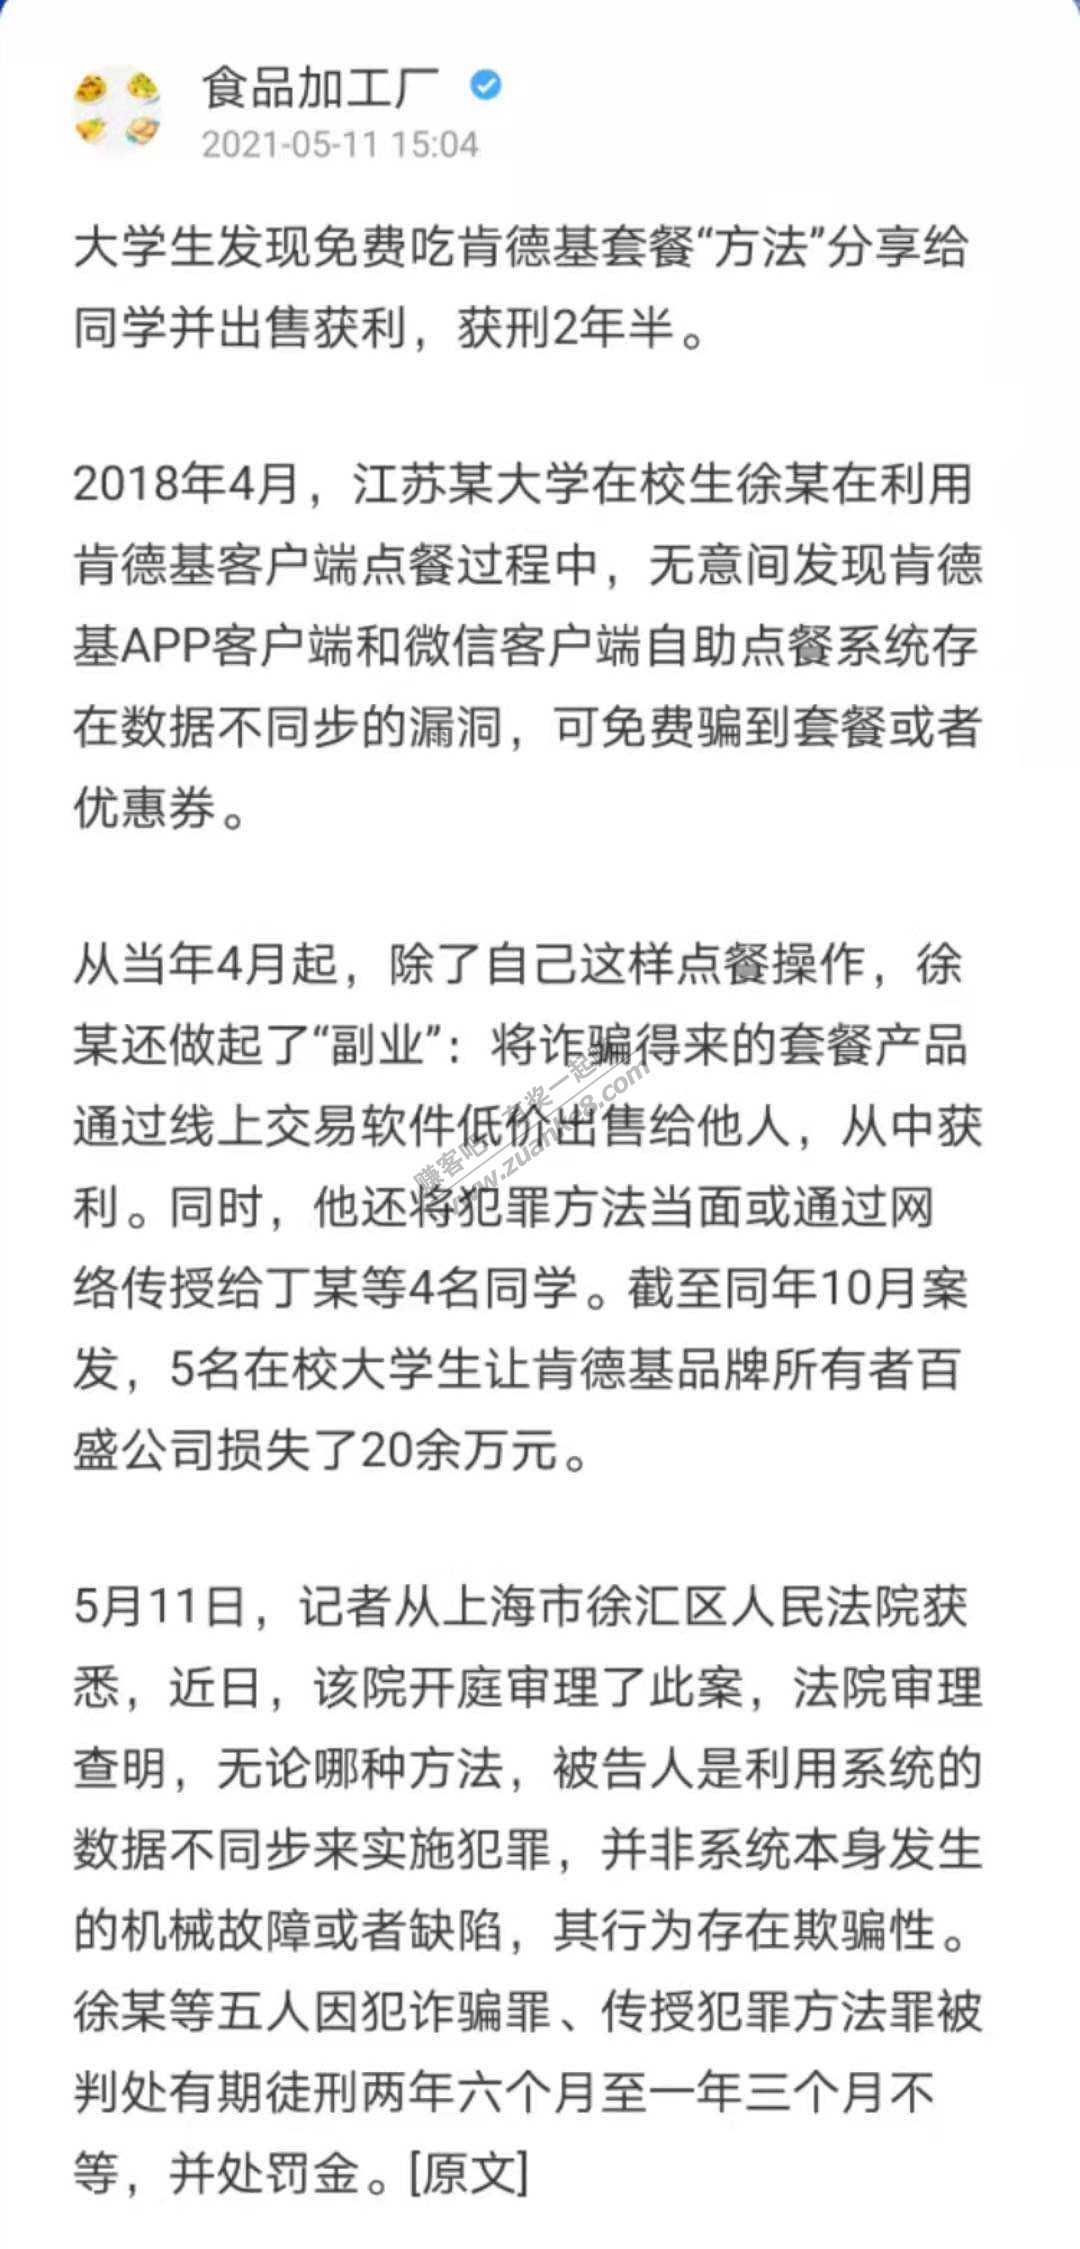 食品加工厂
2021-05-11 15:04
大学生发现免费吃肯德基套餐“方法”分享给
同学并出售获利，获刑2年半。
2018年4月，江苏某大学在校生徐某在利用
肯德基客户端点餐过程中，无意间发现肯德
基APP客户端和微信客户端自助点餐系统存
在数据不同步的漏洞，可免费骗到套餐或者
优惠券。
从当年4月起，除了自己这样点餐操作，徐
某还做起了“副业”：将诈骗得来的套餐产品
通过线上交易软件低价出售给他人，从中获
利。同时，他还将犯罪方法当面或通过网
络传授给丁某等4名同学。截至同年10月案
发，5名在校大学生让肯德基品牌所有者百
盛公司损失了20余万元。
5月11日，记者从上海市徐汇区人民法院获
悉，近日，该院开庭审理了此案，法院审理
查明，无论哪种方法，被告人是利用系统的
数据不同步来实施犯罪，并非系统本身发生
的机械故障或者缺陷，其行为存在欺骗性。
徐某等五人因犯诈骗罪、传授犯罪方法罪被
判处有期徒刑两年六个月至一年三个月不
等，并处罚金。[原文]
赚客吧 有奖一起赚
www.zuanke8.com